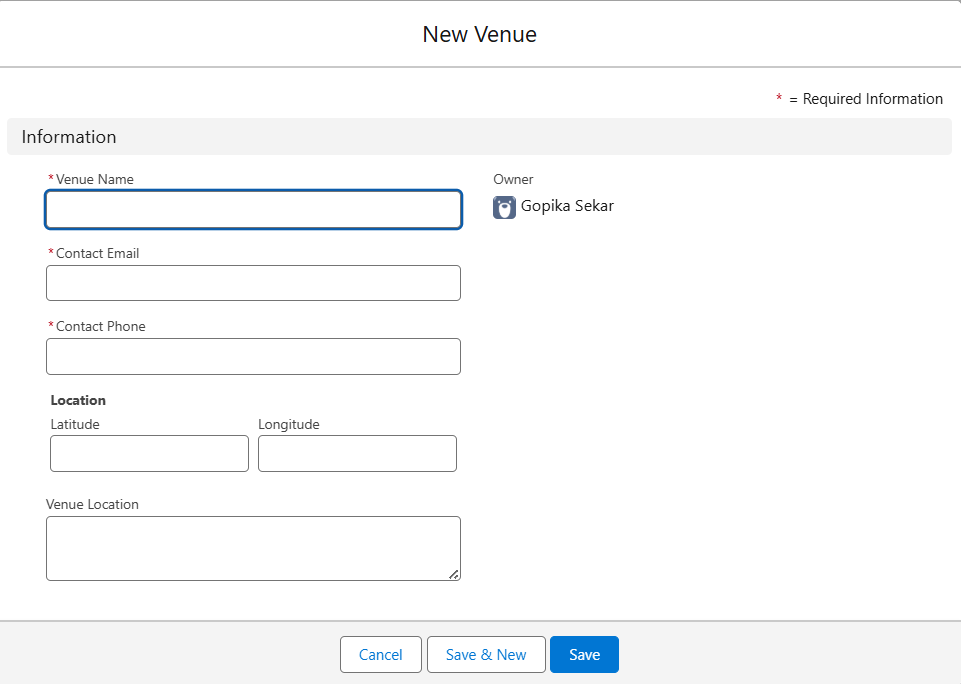 New Venue
* = Required Information
Information
*Venue Name
Owner
Gopika Sekar
*Contact Email
*Contact Phone
Location
Latitude Longitude
Venue Location
Cancel Save & New Save